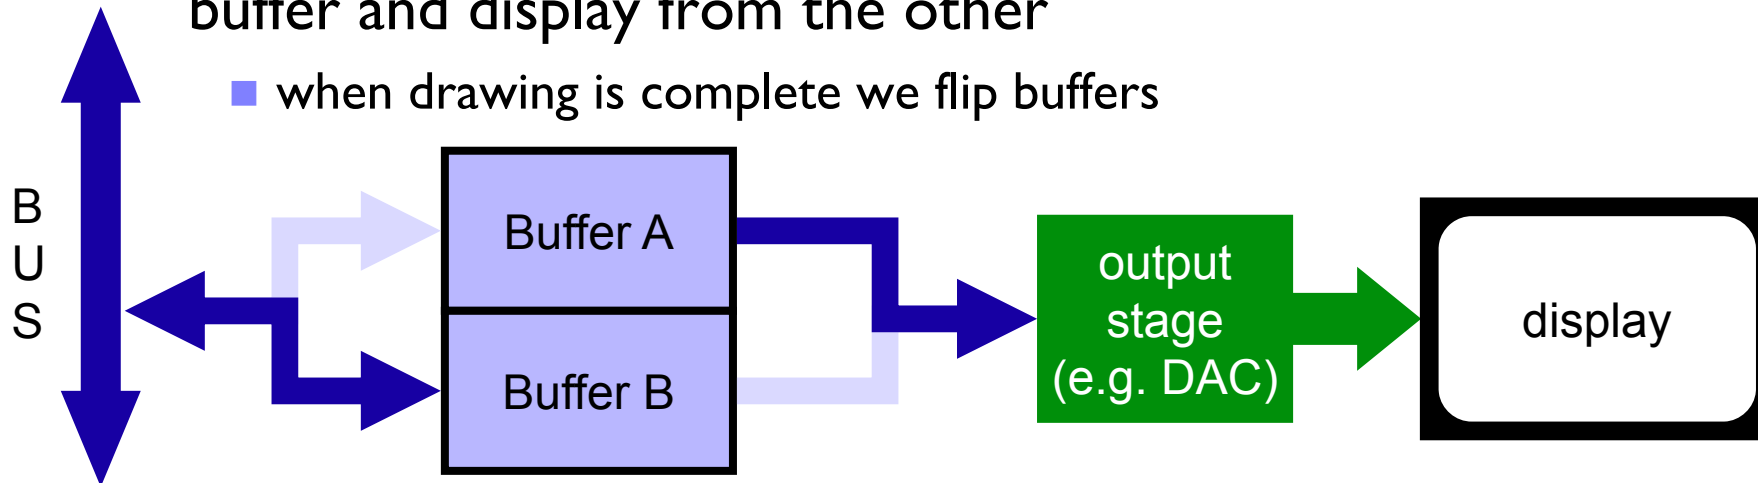 buffer and display from the other
when drawing is complete we flip buffers
B
U
S
Buffer A
Buffer B
output
stage
(e.g. DAC)
display